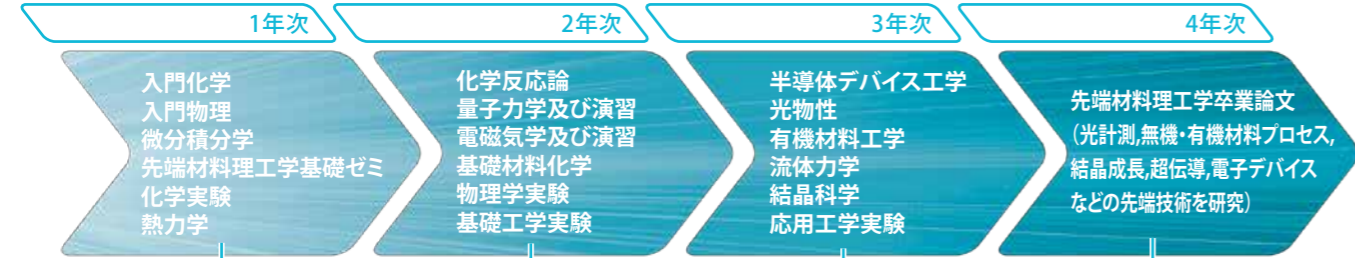 1年次
入門化学
入門物理
微分積分学
先端材料理工学基礎ゼミ
化学実験
熱力学
2年次
化学反応論
量子力学及び演習
電磁気学及び演習
基礎材料化学
物理学実験
基礎工学実験
3年次
半導体デバイス工学
光物性
有機材料工学
流体力学
結晶科学
応用工学実験
4年次
先端材料理工学卒業論文
(光計測,無機・有機材料プロセス,
結晶成長,超伝導,電子デバイス
などの先端技術を研究)